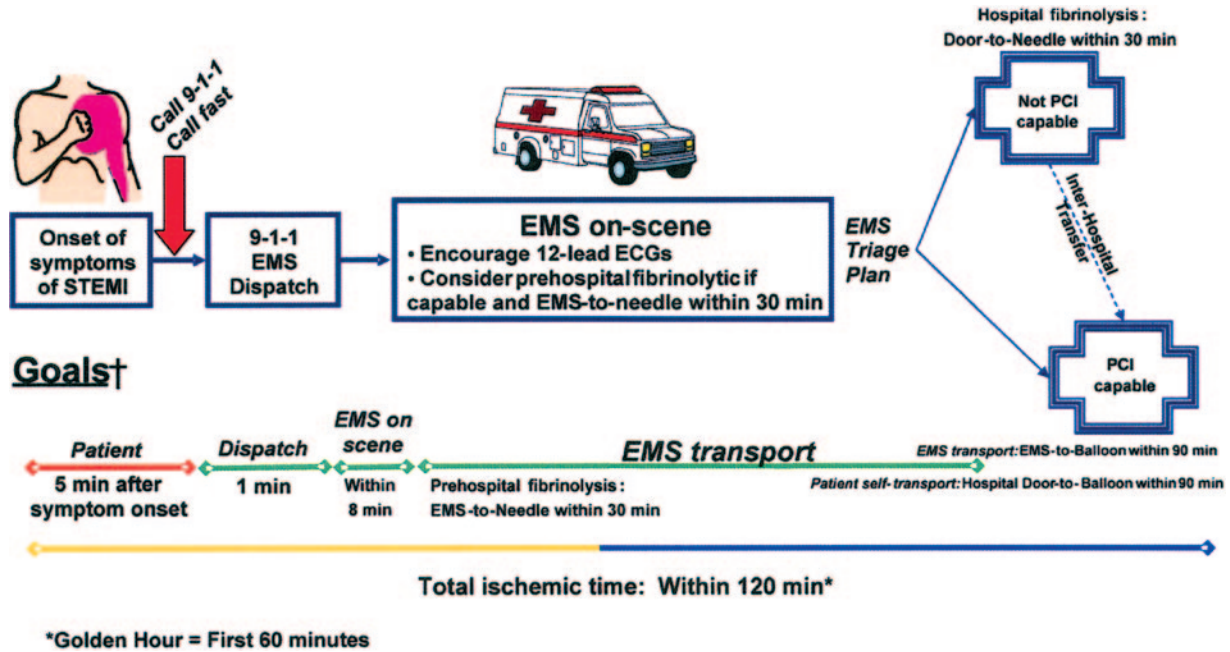 Hospital fibrinolysis :
Door-to-Needle within 30 min
Call 9-1-1
Call fast
Not PCI
capable
Onset of
symptoms
of STEMI
9-1-1
EMS
Dispatch
EMS on-scene
• Encourage 12-lead ECGs
• Consider prehospital fibrinolytic if
capable and EMS-to-needle within 30 min
EMS
Triage
Plan
Inter-Hospital
Transfer
PCI
capable
Goals†
Patient
5 min after
symptom onset
Dispatch
1 min
EMS on
scene
Within
8 min
EMS transport
Prehospital fibrinolysis :
EMS-to-Needle within 30 min
EMS transport: EMS-to-Balloon within 90 min
Patient self-transport: Hospital Door-to-Balloon within 90 min
Total ischemic time: Within 120 min*
*Golden Hour = First 60 minutes